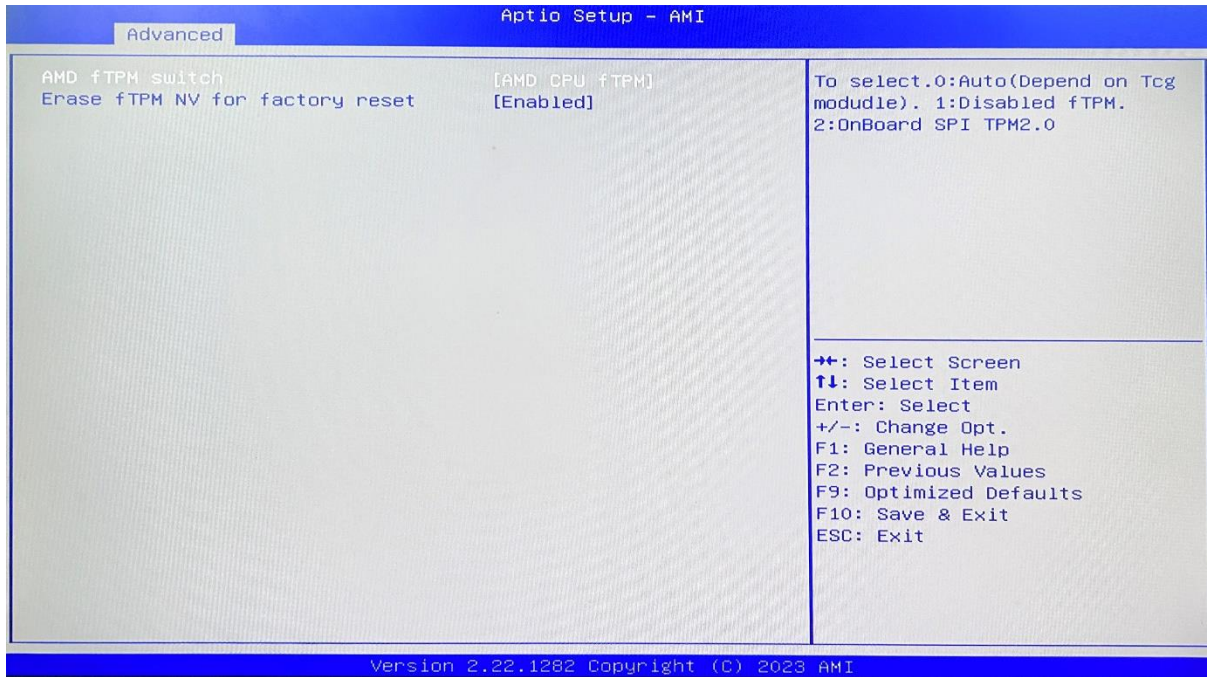 Aptio Setup - AMI
Advanced
AMD fTPM switch [AMD CPU fTPM]
Erase fTPM NV for factory reset [Enabled]
To select.0:Auto(Depend on Tcg
modudle). 1:Disabled fTPM.
2:OnBoard SPI TPM2.0
→←: Select Screen
↑↓: Select Item
Enter: Select
+/-: Change Opt.
F1: General Help
F2: Previous Values
F9: Optimized Defaults
F10: Save & Exit
ESC: Exit
Version 2.22.1282 Copyright (C) 2023 AMI